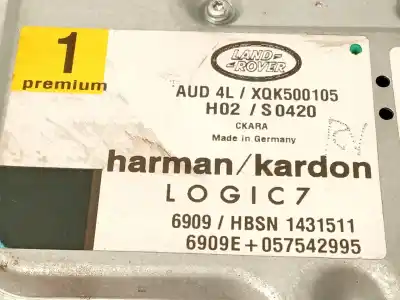 1
premium
LAND
ROVER
AUD 4L / XQK500105
H02 / S0420
CKARA
Made in Germany
harman/kardon
LOGIC7
6909 / HBSN 1431511
6909E+057542995